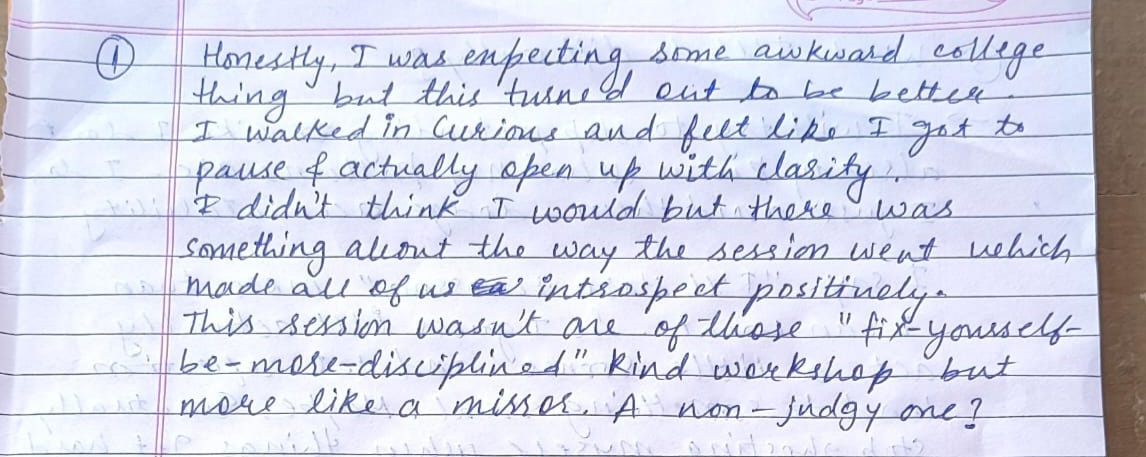 ① Honestly, I was expecting some awkward college
thing but this turned out to be better.
I walked in curious and felt like I got to
pause & actually open up with clarity.
I didn't think I would but there was
something about the way the session went which
made all of us introspect positively.
This session wasn't one of those "fix-yourself-
be-more-disciplined" kind workshop but
more like a mirror. A non-judgy one?